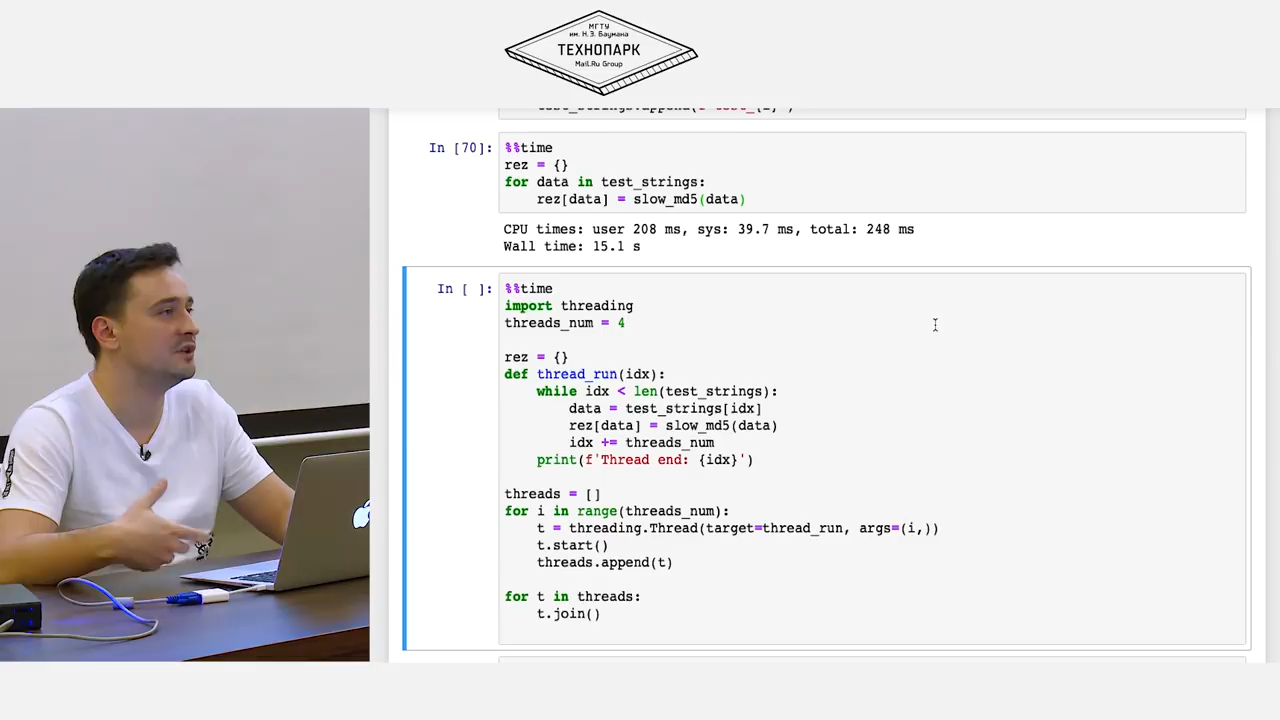 МГТУ
им. Н.Э. Баумана
ТЕХНОПАРК
Mail.Ru Group
In [70]:
%%time
rez = {}
for data in test_strings:
    rez[data] = slow_md5(data)
CPU times: user 208 ms, sys: 39.7 ms, total: 248 ms
Wall time: 15.1 s
In [ ]:
%%time
import threading
threads_num = 4
rez = {}
def thread_run(idx):
    while idx < len(test_strings):
        data = test_strings[idx]
        rez[data] = slow_md5(data)
        idx += threads_num
    print(f'Thread end: {idx}')
threads = []
for i in range(threads_num):
    t = threading.Thread(target=thread_run, args=(i,))
    t.start()
    threads.append(t)
for t in threads:
    t.join()